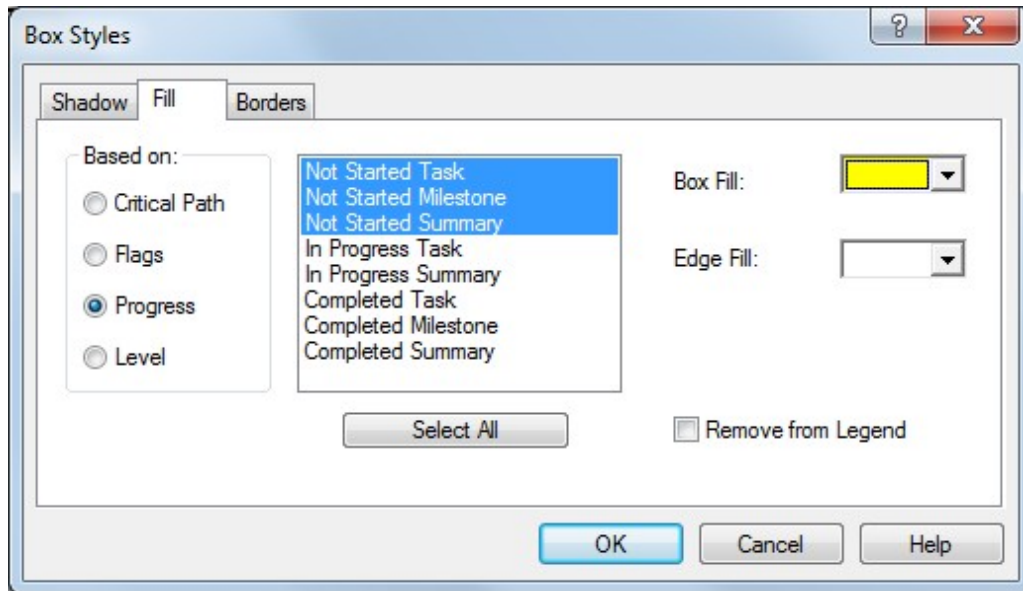 Box Styles
Shadow Fill Borders
Based on:
Critical Path
Flags
Progress
Level
Not Started Task
Not Started Milestone
Not Started Summary
In Progress Task
In Progress Summary
Completed Task
Completed Milestone
Completed Summary
Select All
Box Fill:
Edge Fill:
Remove from Legend
OK Cancel Help